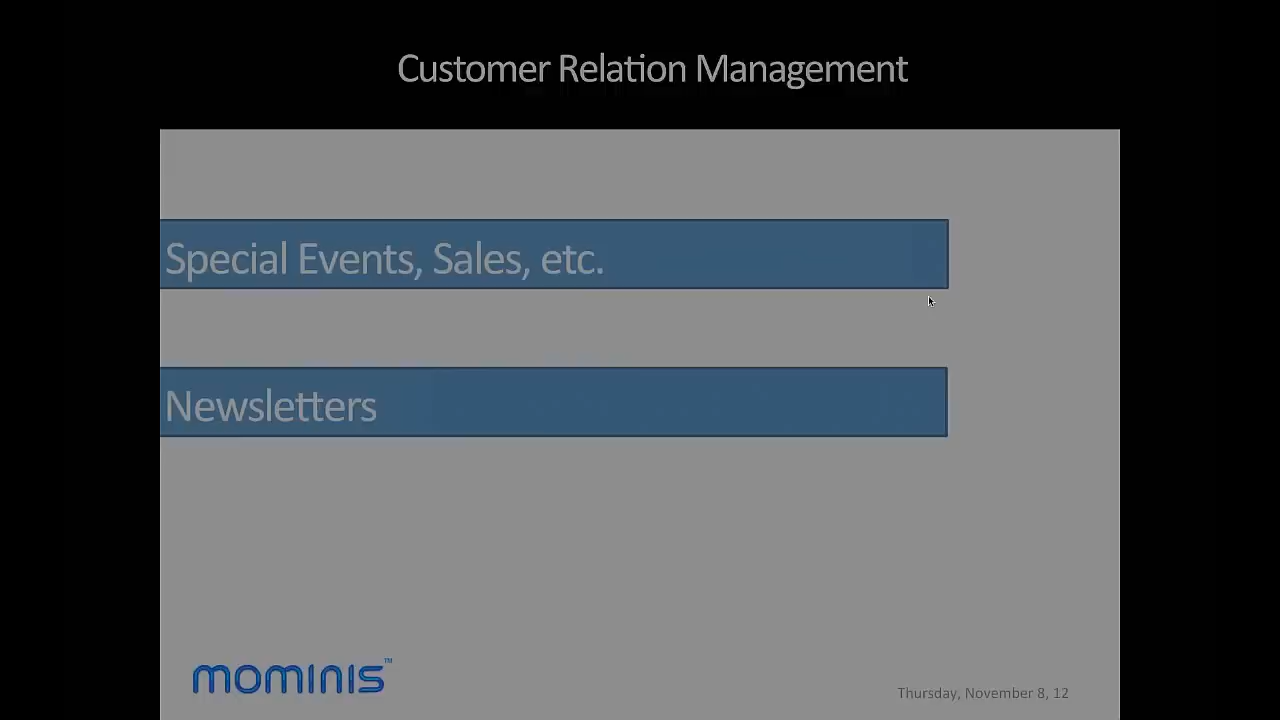 Customer Relation Management
Special Events, Sales, etc.
Newsletters
mominis™
Thursday, November 8, 12